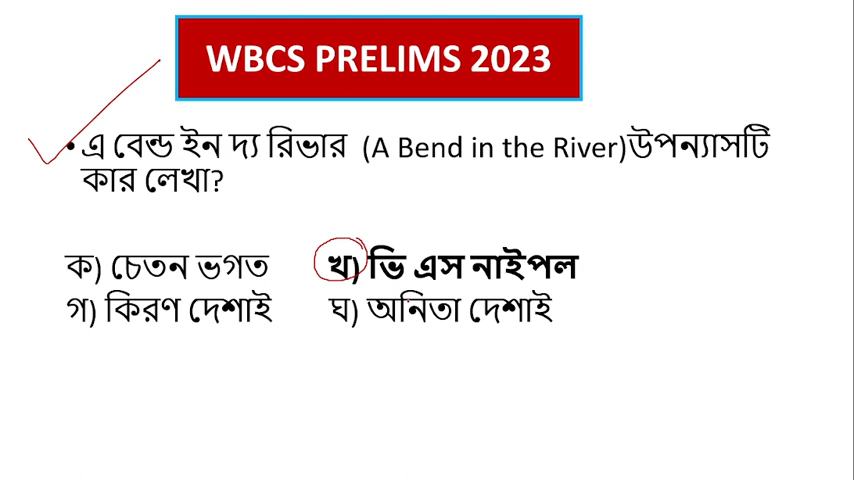 WBCS PRELIMS 2023
• এ বেন্ড ইন দ্য রিভার (A Bend in the River)উপন্যাসটি
কার লেখা?
ক) চেতন ভগত খ) ভি এস নাইপল
গ) কিরণ দেশাই ঘ) অনিতা দেশাই